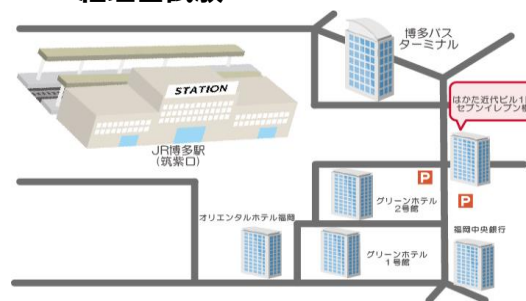 博多バス
ターミナル
STATION
はかた近代ビル1
セブンイレブン
JR博多駅
(筑紫口)
P
グリーンホテル
2号館
P
オリエンタルホテル福岡
福岡中央銀行
グリーンホテル
1号館